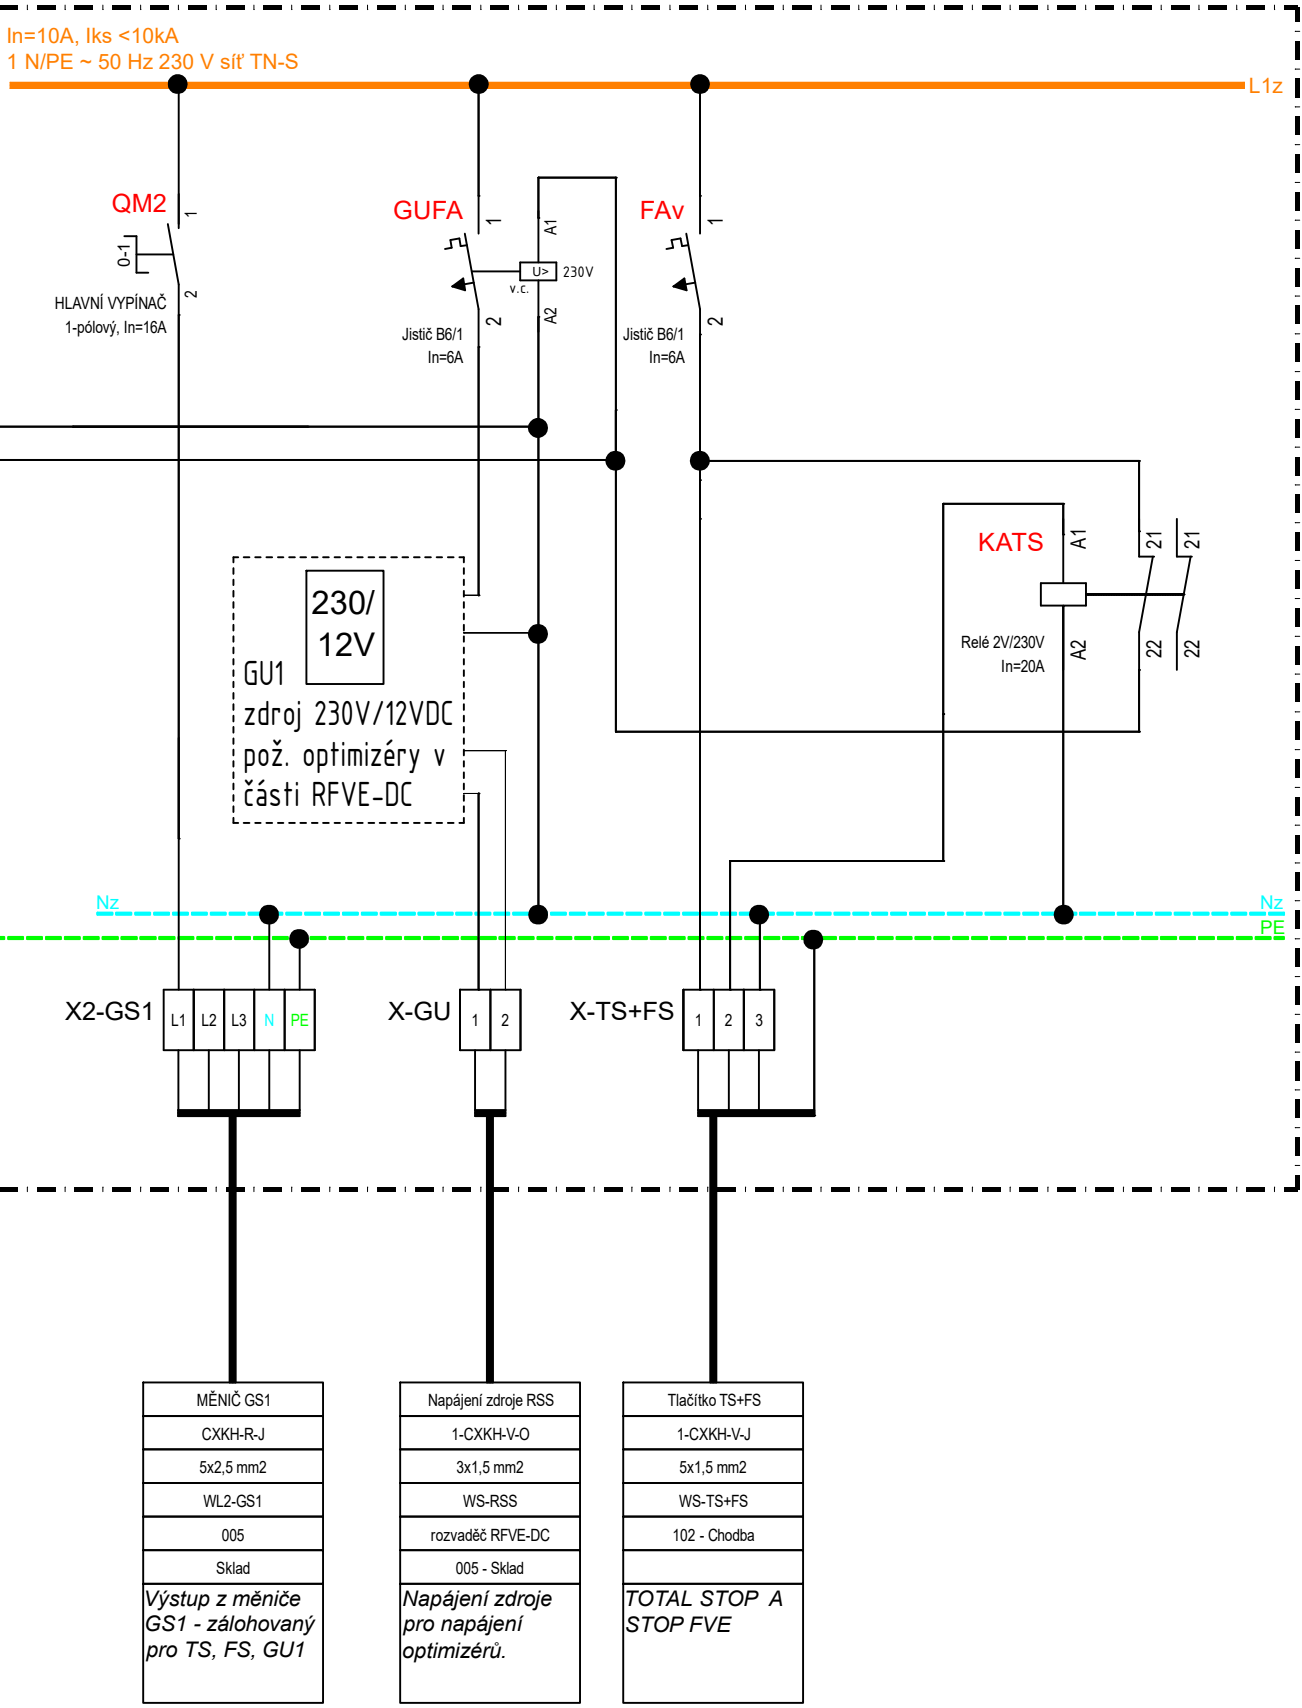 In=10A, Iks <10kA
1 N/PE ~ 50 Hz 230 V síť TN-S
L1z
QM2
1
0-1
2
HLAVNÍ VYPÍNAČ
1-pólový, In=16A
GUFA
1
2
Jistič B6/1
In=6A
A1
U>
230V
v.c.
A2
FAv
1
2
Jistič B6/1
In=6A
KATS
A1
A2
Relé 2V/230V
In=20A
21
22
21
22
230/
12V
GU1
zdroj 230V/12VDC
pož. optimizéry v
části RFVE-DC
Nz
Nz
PE
X2-GS1
L1
L2
L3
N
PE
X-GU
1
2
X-TS+FS
1
2
3
MĚNIČ GS1
CXKH-R-J
5x2,5 mm2
WL2-GS1
005
Sklad
Výstup z měniče
GS1 - zálohovaný
pro TS, FS, GU1
Napájení zdroje RSS
1-CXKH-V-O
3x1,5 mm2
WS-RSS
rozvaděč RFVE-DC
005 - Sklad
Napájení zdroje
pro napájení
optimizérů.
Tlačítko TS+FS
1-CXKH-V-J
5x1,5 mm2
WS-TS+FS
102 - Chodba
TOTAL STOP A
STOP FVE